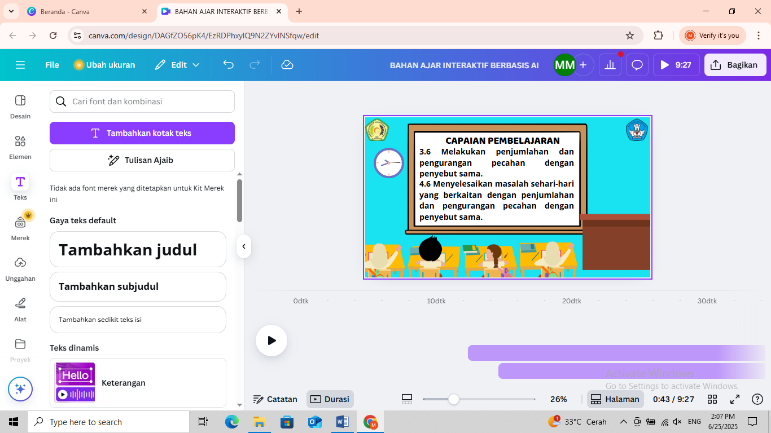 Beranda - Canva
BAHAN AJAR INTERAKTIF BERB
canva.com/design/DAGfZO56pK4/EzRDPhxyIQ9N2ZYvlNSfqw/edit
Verify it's you
File
Ubah ukuran
Edit
BAHAN AJAR INTERAKTIF BERBASIS AI
MM
9:27
Bagikan
Desain
Elemen
Teks
Merek
Unggahan
Alat
Proyek
Cari font dan kombinasi
Tambahkan kotak teks
Tulisan Ajaib
Tidak ada font merek yang ditetapkan untuk Kit Merek
ini
Gaya teks default
Tambahkan judul
Tambahkan subjudul
Tambahkan sedikit teks isi
Teks dinamis
Hello
Keterangan
CAPAIAN PEMBELAJARAN
3.6 Melakukan penjumlahan dan
pengurangan pecahan dengan
penyebut sama.
4.6 Menyelesaikan masalah sehari-hari
yang berkaitan dengan penjumlahan
dan pengurangan pecahan dengan
penyebut sama.
0dtk
10dtk
20dtk
30dtk
Activate Windows
Go to Settings to activate Windows.
Catatan
Durasi
26%
Halaman
0:43 / 9:27
Type here to search
33°C Cerah
ENG
2:07 PM
6/25/2025